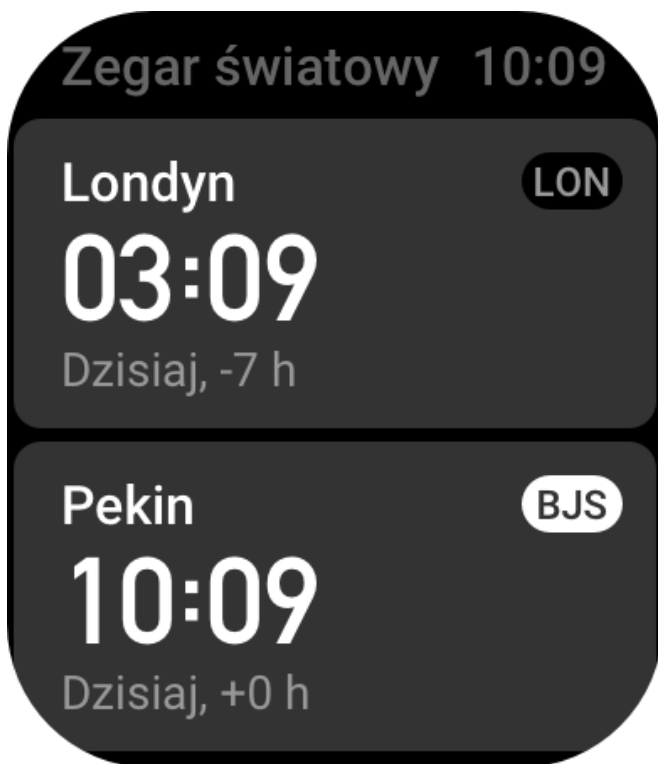 Zegar światowy 10:09
Londyn LON
03:09
Dzisiaj, -7 h
Pekin BJS
10:09
Dzisiaj, +0 h